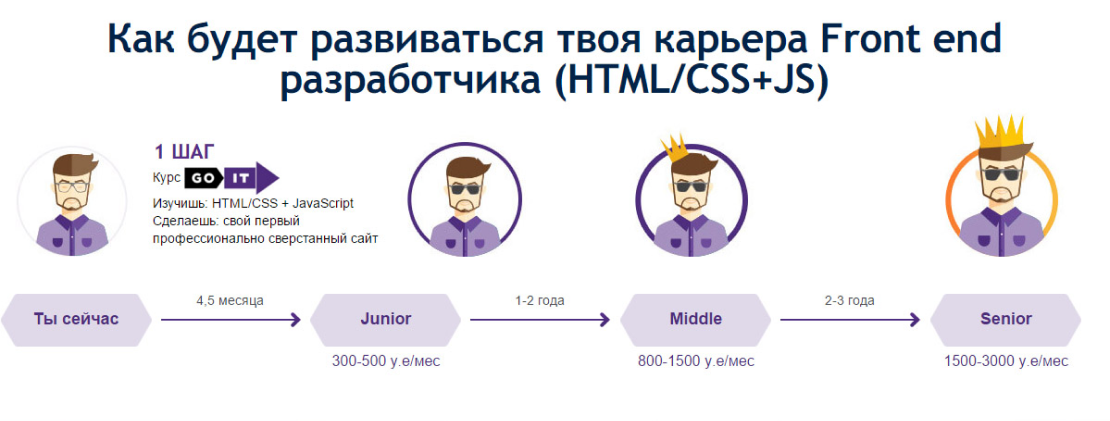 Как будет развиваться твоя карьера Front end
разработчика (HTML/CSS+JS)
1 ШАГ
Курс GO IT
Изучишь: HTML/CSS + JavaScript
Сделаешь: свой первый
профессионально сверстанный сайт
Ты сейчас
4,5 месяца
Junior
1-2 года
Middle
2-3 года
Senior
300-500 у.е/мес
800-1500 у.е/мес
1500-3000 у.е/мес